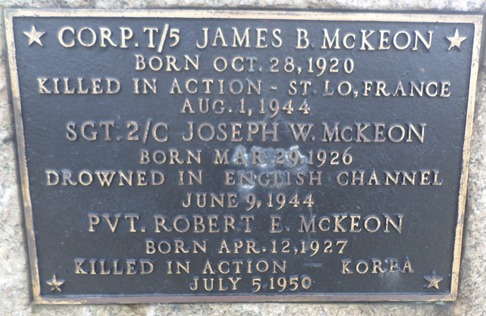 CORP. T/5 JAMES B. McKEON
BORN OCT. 28, 1920
KILLED IN ACTION - ST. LO, FRANCE
AUG. 1, 1944
SGT. 2/C JOSEPH W. McKEON
BORN MAR. 29, 1926
DROWNED IN ENGLISH CHANNEL
JUNE 9, 1944
PVT. ROBERT E. McKEON
BORN APR. 12, 1927
KILLED IN ACTION - KOREA
JULY 5 1950